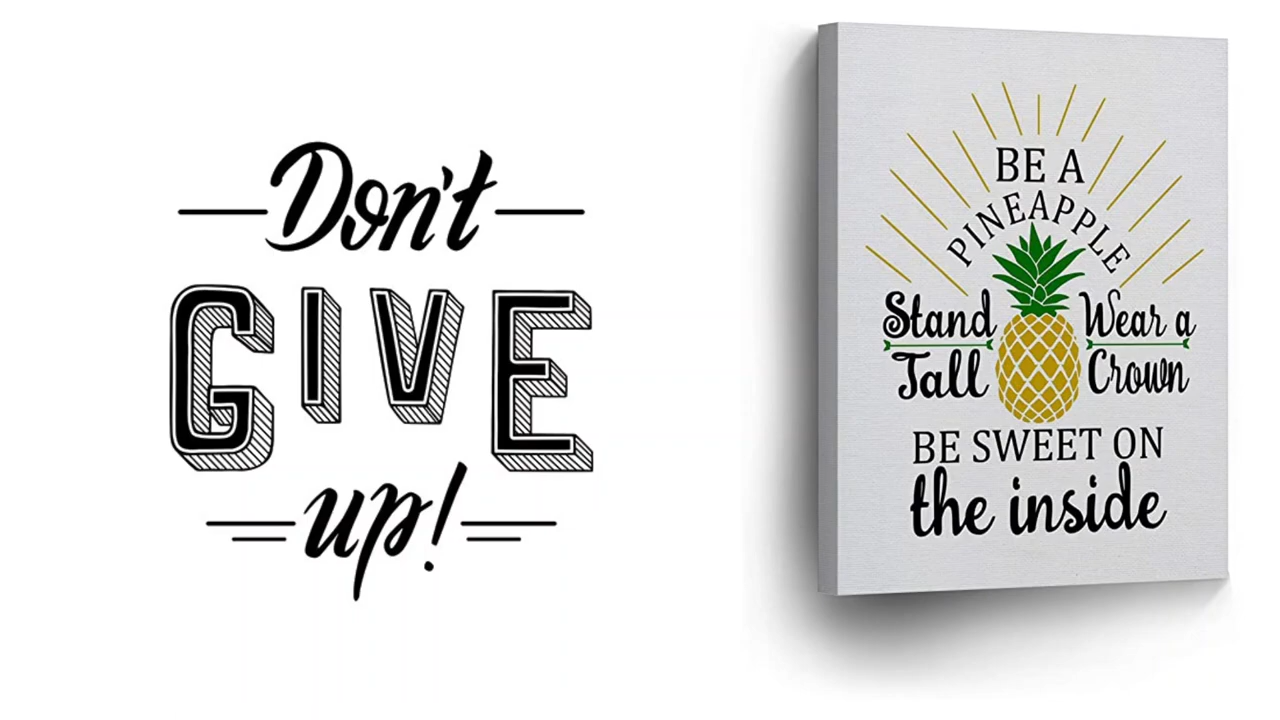 Don't
GIVE
up!
BE A
PINEAPPLE
Stand
Tall
Wear a
Crown
BE SWEET ON
the inside